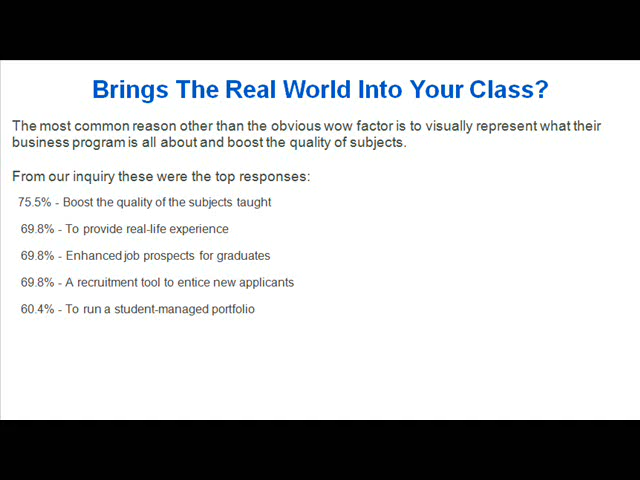 Brings The Real World Into Your Class?
The most common reason other than the obvious wow factor is to visually represent what their
business program is all about and boost the quality of subjects.
From our inquiry these were the top responses:
75.5% - Boost the quality of the subjects taught
69.8% - To provide real-life experience
69.8% - Enhanced job prospects for graduates
69.8% - A recruitment tool to entice new applicants
60.4% - To run a student-managed portfolio